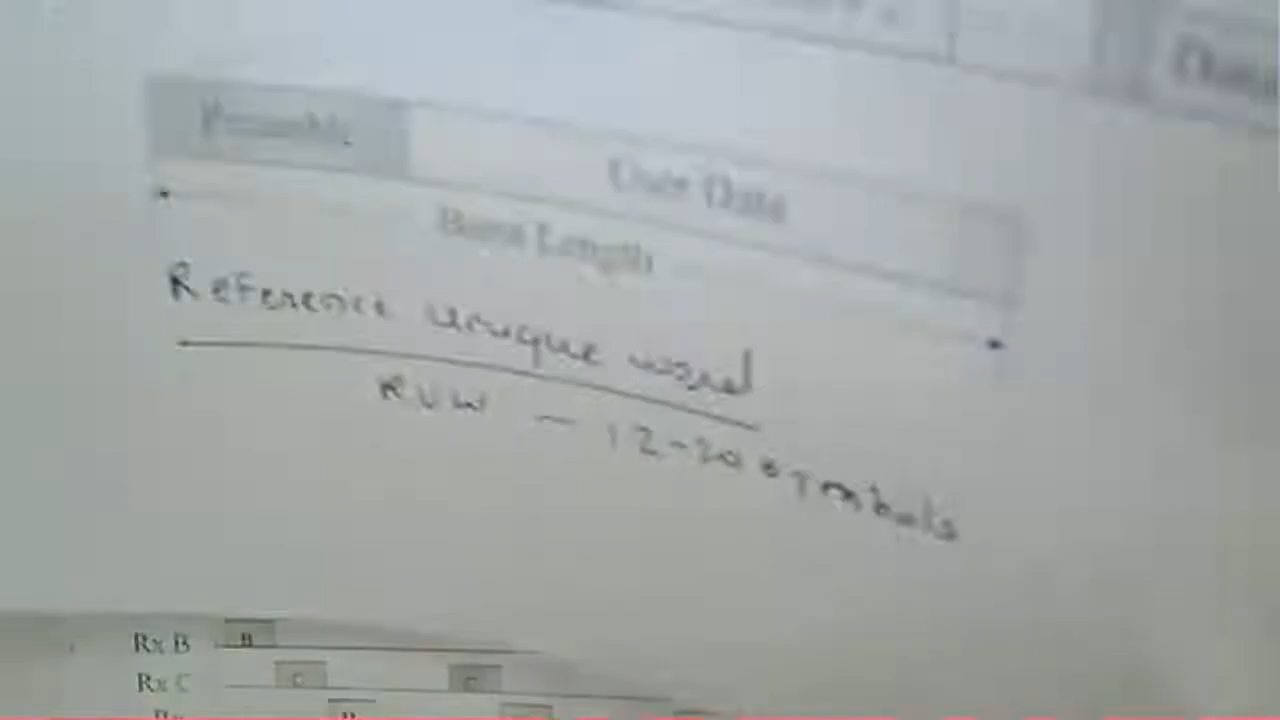 Preamble
User Data
Burst Length
Reference unique word
RUW - 12-20 symbols
Rx B B
Rx C C C